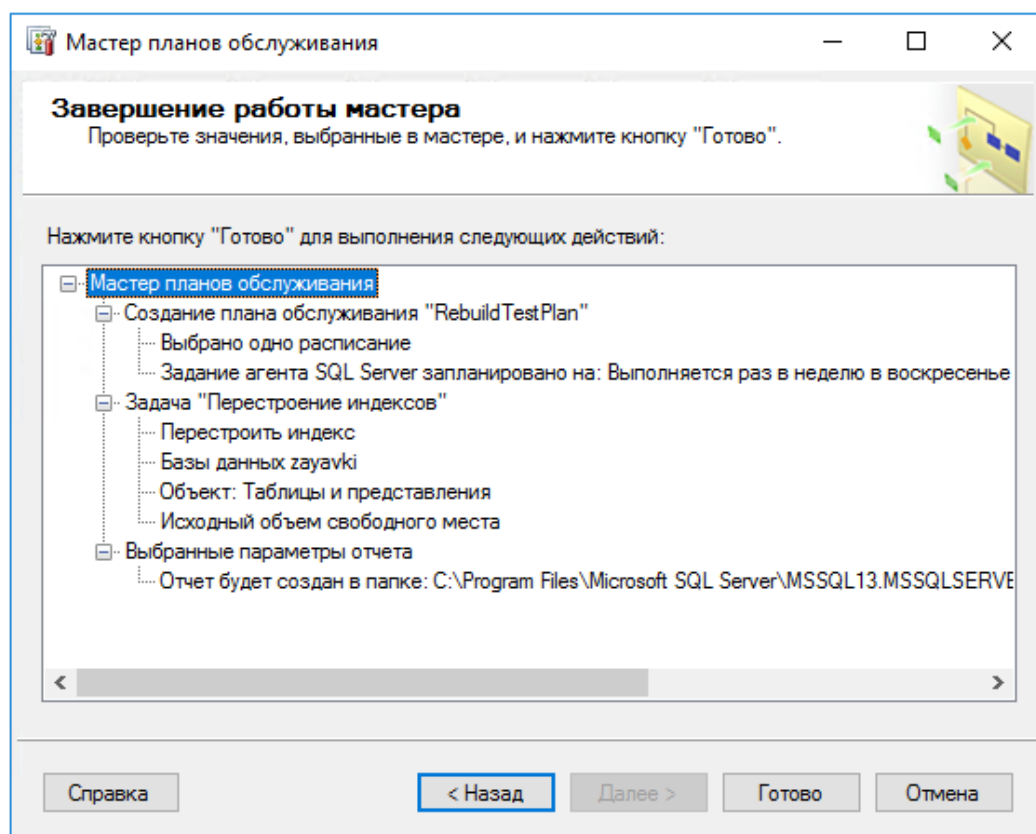 Мастер планов обслуживания
Завершение работы мастера
Проверьте значения, выбранные в мастере, и нажмите кнопку "Готово".
Нажмите кнопку "Готово" для выполнения следующих действий:
Мастер планов обслуживания
Создание плана обслуживания "RebuildTestPlan"
Выбрано одно расписание
Задание агента SQL Server запланировано на: Выполняется раз в неделю в воскресенье
Задача "Перестроение индексов"
Перестроить индекс
Базы данных zayavki
Объект: Таблицы и представления
Исходный объем свободного места
Выбранные параметры отчета
Отчет будет создан в папке: C:\Program Files\Microsoft SQL Server\MSSQL13.MSSQLSERVE
Справка
< Назад
Далее >
Готово
Отмена